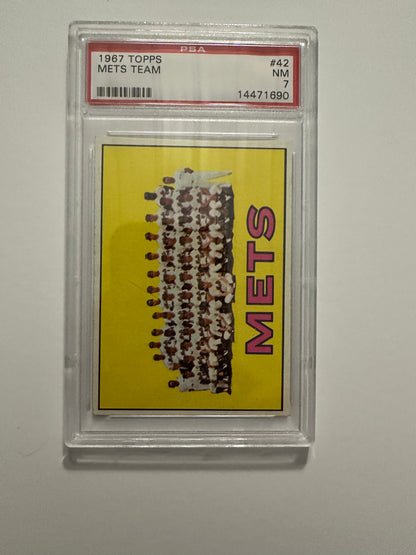 PSA
1967 TOPPS #42
METS TEAM NM
7
14471690
METS